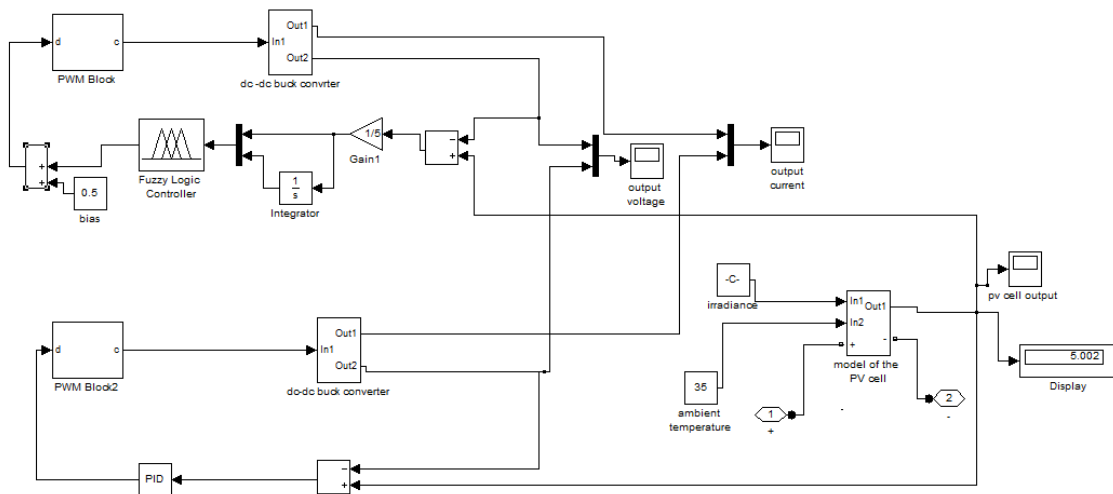 d
c
PWM Block
In1
Out1
Out2
dc -dc buck convrter
+
+
0.5
bias
Fuzzy Logic
Controller
1
s
Integrator
1/5
Gain1
−
+
output
voltage
output
current
-C-
irradiance
35
ambient
temperature
In1
In2
+
Out1
-
model of the
PV cell
pv cell output
5.002
Display
1
+
2
-
d
c
PWM Block2
In1
Out1
Out2
dc-dc buck converter
PID
−
+